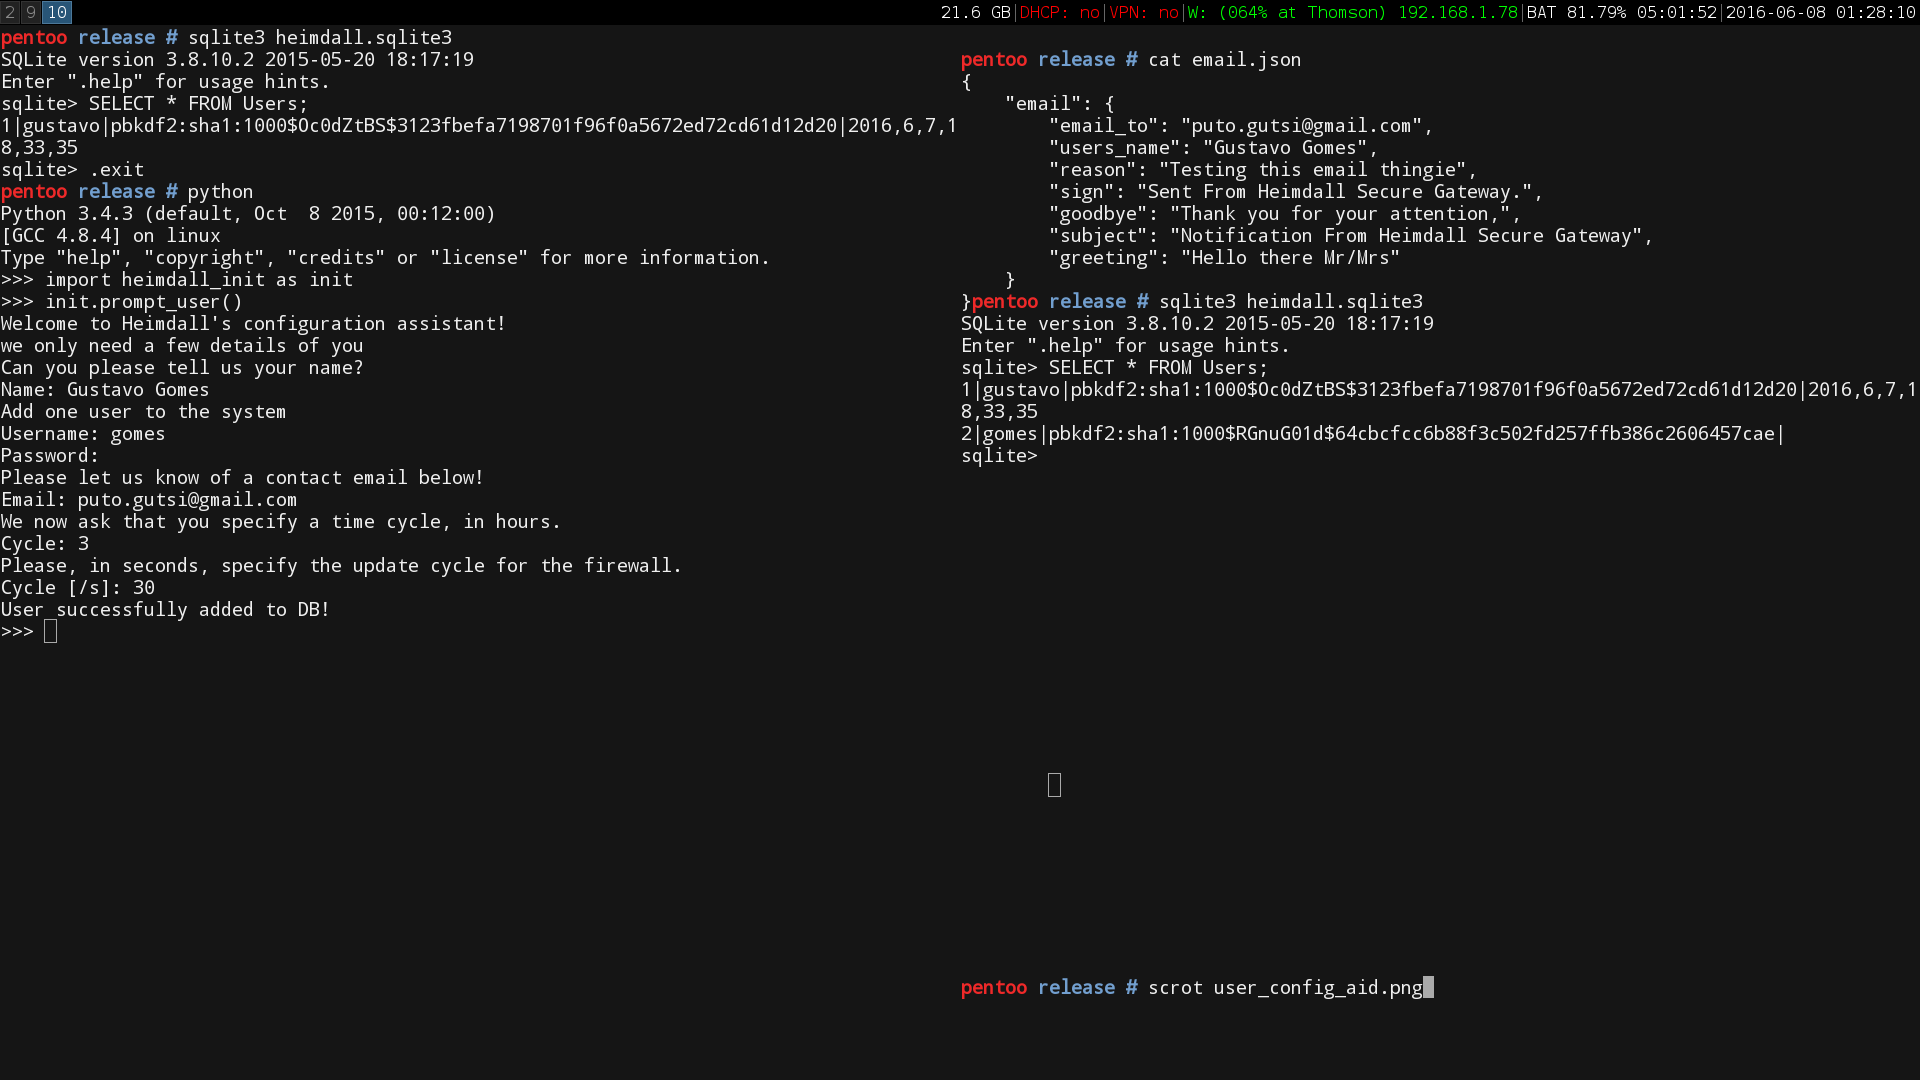 2 9 10
21.6 GB|DHCP: no|VPN: no|W: (064% at Thomson) 192.168.1.78|BAT 81.79% 05:01:52|2016-06-08 01:28:10
pentoo release # sqlite3 heimdall.sqlite3
SQLite version 3.8.10.2 2015-05-20 18:17:19
Enter ".help" for usage hints.
sqlite> SELECT * FROM Users;
1|gustavo|pbkdf2:sha1:1000$Oc0dZtBS$3123fbefa7198701f96f0a5672ed72cd61d12d20|2016,6,7,1
8,33,35
sqlite> .exit
pentoo release # python
Python 3.4.3 (default, Oct  8 2015, 00:12:00)
[GCC 4.8.4] on linux
Type "help", "copyright", "credits" or "license" for more information.
>>> import heimdall_init as init
>>> init.prompt_user()
Welcome to Heimdall's configuration assistant!
we only need a few details of you
Can you please tell us your name?
Name: Gustavo Gomes
Add one user to the system
Username: gomes
Password:
Please let us know of a contact email below!
Email: puto.gutsi@gmail.com
We now ask that you specify a time cycle, in hours.
Cycle: 3
Please, in seconds, specify the update cycle for the firewall.
Cycle [/s]: 30
User successfully added to DB!
>>>
pentoo release # cat email.json
{
    "email": {
        "email_to": "puto.gutsi@gmail.com",
        "users_name": "Gustavo Gomes",
        "reason": "Testing this email thingie",
        "sign": "Sent From Heimdall Secure Gateway.",
        "goodbye": "Thank you for your attention,",
        "subject": "Notification From Heimdall Secure Gateway",
        "greeting": "Hello there Mr/Mrs"
    }
}pentoo release # sqlite3 heimdall.sqlite3
SQLite version 3.8.10.2 2015-05-20 18:17:19
Enter ".help" for usage hints.
sqlite> SELECT * FROM Users;
1|gustavo|pbkdf2:sha1:1000$Oc0dZtBS$3123fbefa7198701f96f0a5672ed72cd61d12d20|2016,6,7,1
8,33,35
2|gomes|pbkdf2:sha1:1000$RGnuG01d$64cbcfcc6b88f3c502fd257ffb386c2606457cae|
sqlite>
pentoo release # scrot user_config_aid.png